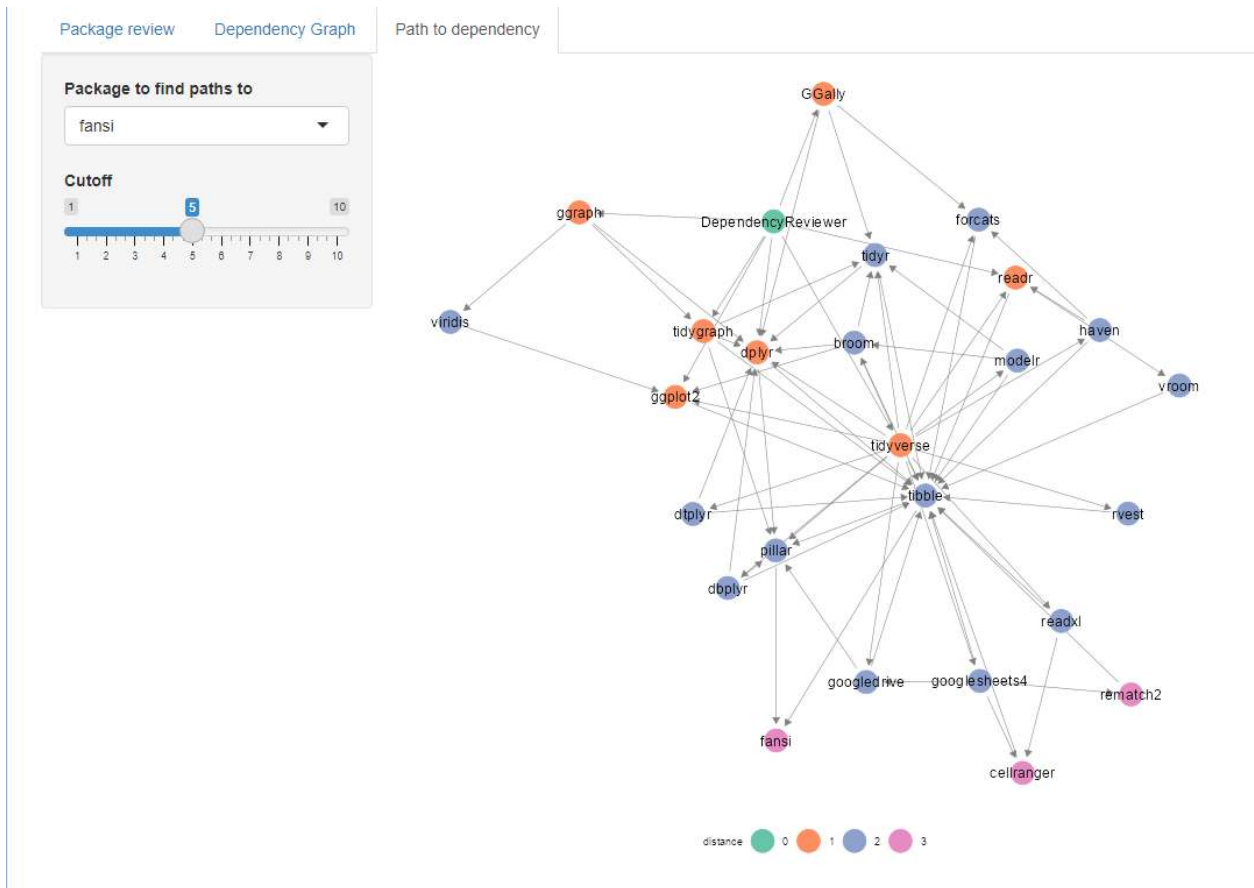 Package review Dependency Graph Path to dependency
Package to find paths to
fansi
Cutoff
1 5 10
1 2 3 4 5 6 7 8 9 10
GGally
ggraph
DependencyReviewer
forcats
tidyr
readr
viridis
tidygraph
haven
broom
dplyr
modelr
vroom
ggplot2
tidyverse
tibble
dtplyr
rvest
pillar
dbplyr
readxl
googledrive
googlesheets4
rematch2
fansi
cellranger
distance 0 1 2 3